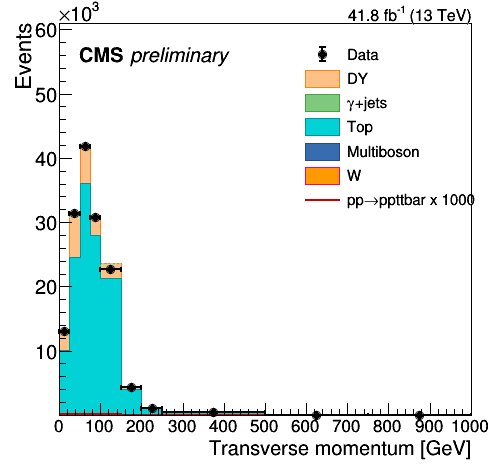 ×10³
41.8 fb⁻¹ (13 TeV)
Events
CMS preliminary
Data
DY
γ+jets
Top
Multiboson
W
pp→ppttbar x 1000
60
50
40
30
20
10
0 100 200 300 400 500 600 700 800 900 1000
Transverse momentum [GeV]